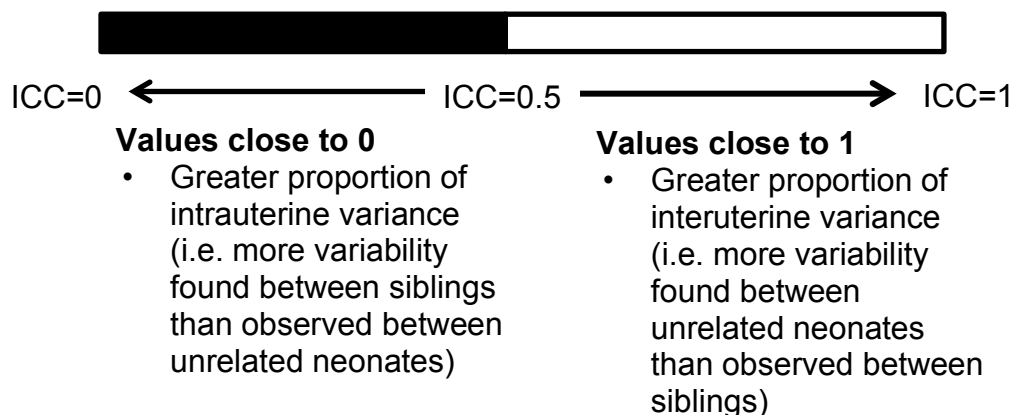 ICC=0 ICC=0.5 ICC=1
Values close to 0
• Greater proportion of
intrauterine variance
(i.e. more variability
found between siblings
than observed between
unrelated neonates)
Values close to 1
• Greater proportion of
interuterine variance
(i.e. more variability
found between
unrelated neonates
than observed between
siblings)